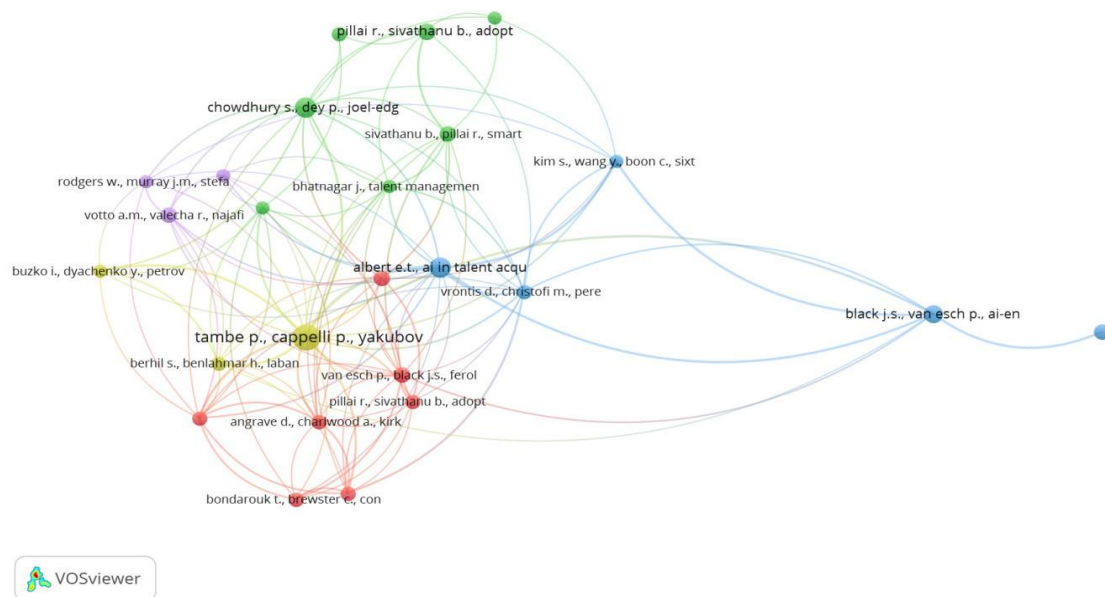 pillai r., sivathanu b., adopt
chowdhury s., dey p., joel-edg
sivathanu b., pillai r., smart
kim s., wang y., boon c., sixt
rodgers w., murray j.m., stefa
bhatnagar j., talent managemen
votto a.m., valecha r., najafi
buzko i., dyachenko y., petrov
albert e.t., ai in talent acqu
vrontis d., christofi m., pere
black j.s., van esch p., ai-en
tambe p., cappelli p., yakubov
berhil s., benlahmar h., laban
van esch p., black j.s., ferol
pillai r., sivathanu b., adopt
angrave d., charlwood a., kirk
bondarouk t., brewster c., con
VOSviewer